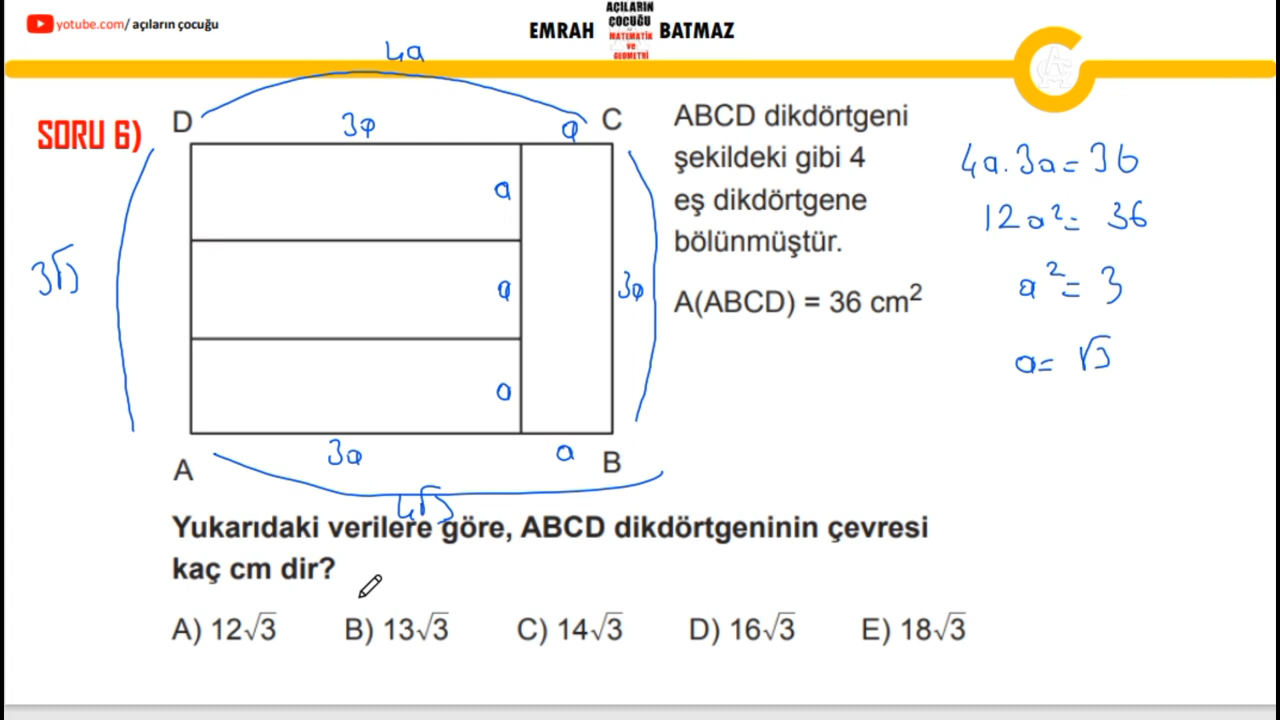 yotube.com/ açıların çocuğu
EMRAH AÇILARIN ÇOCUĞU MATEMATİK ve GEOMETRİ BATMAZ
4a
SORU 6)
D 3a a C
a
a
a
3√3
3a
3a a
A B
4√3
ABCD dikdörtgeni
şekildeki gibi 4
eş dikdörtgene
bölünmüştür.
A(ABCD) = 36 cm²
4a.3a=36
12a²= 36
a²= 3
a= √3
Yukarıdaki verilere göre, ABCD dikdörtgeninin çevresi
kaç cm dir?
A) 12√3 B) 13√3 C) 14√3 D) 16√3 E) 18√3